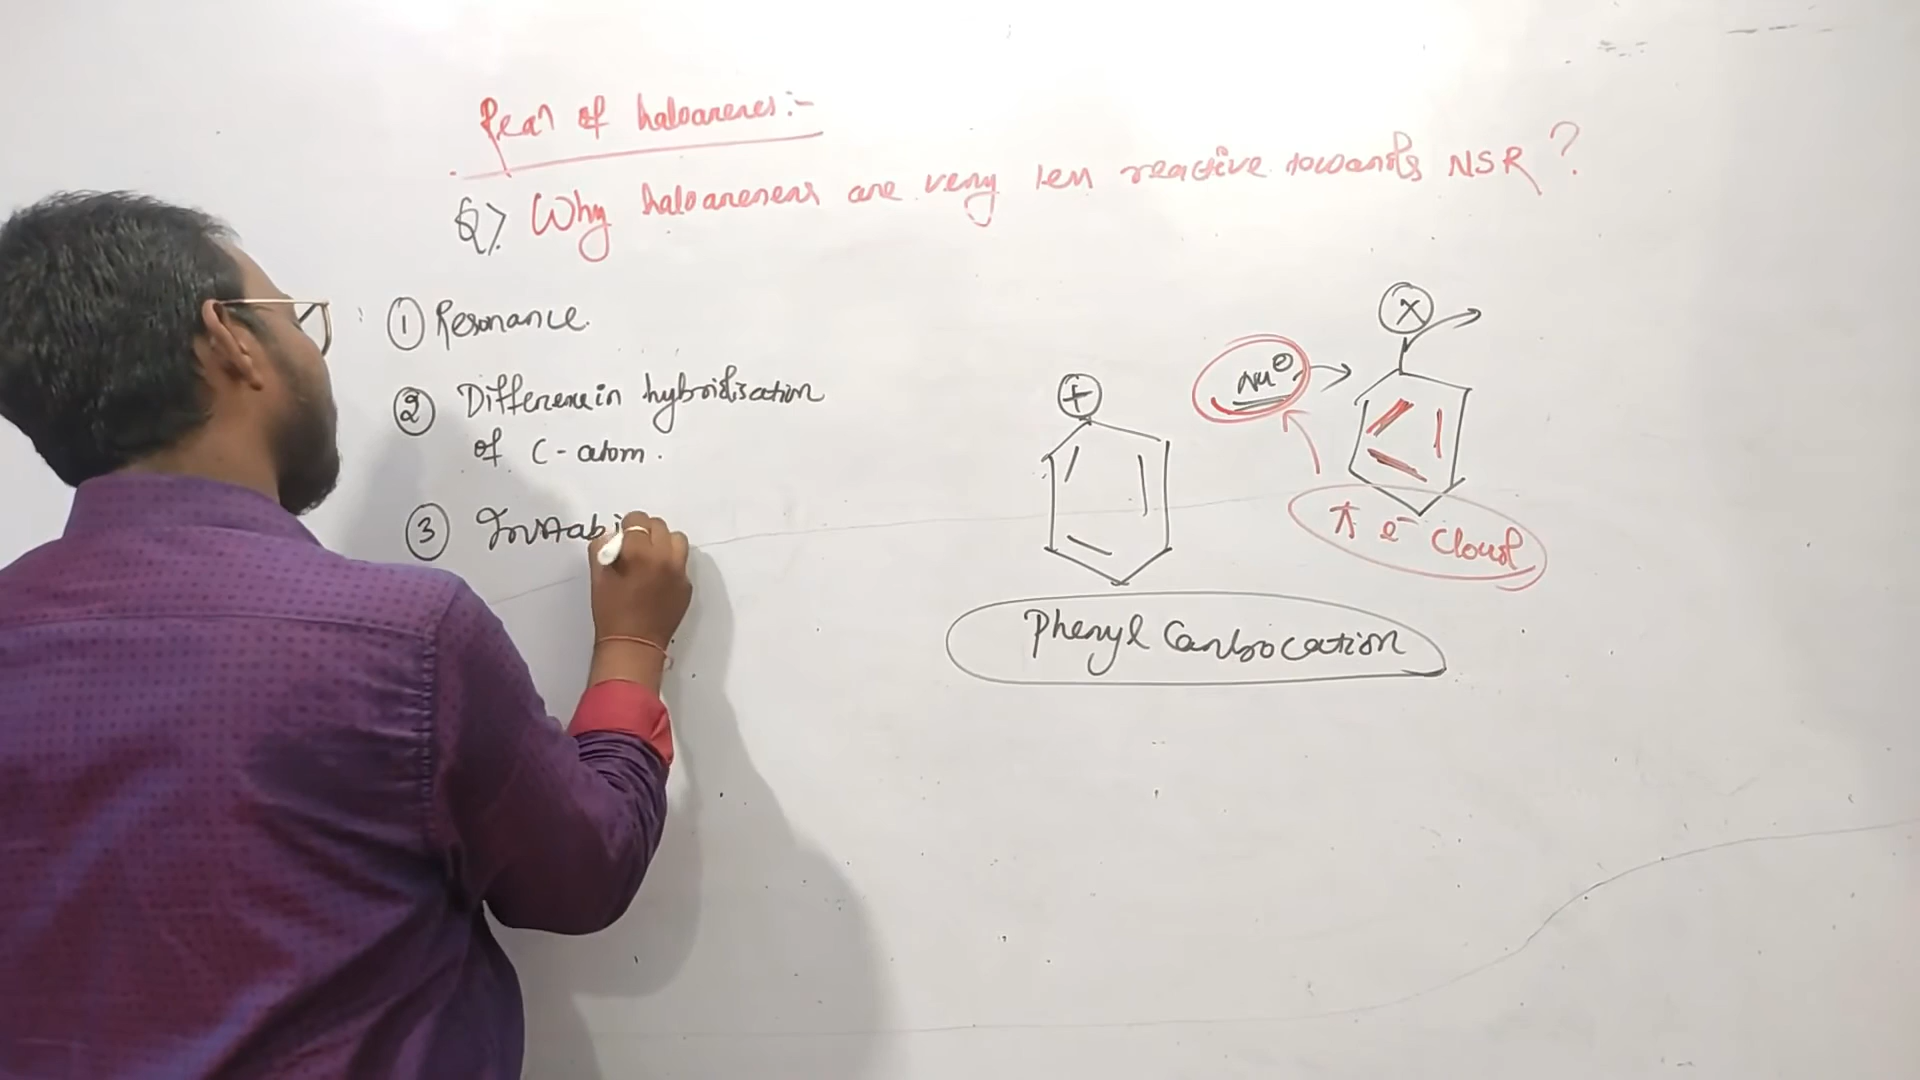 Reaⁿ of haloarenes:-
Q> Why haloarenens are very less reactive towards NSR ?
① Resonance.
② Difference in hybridisation
of C-atom.
③ Instabi
+
Nu⊖
X
π e⁻ Cloud
Phenyl Carbocation